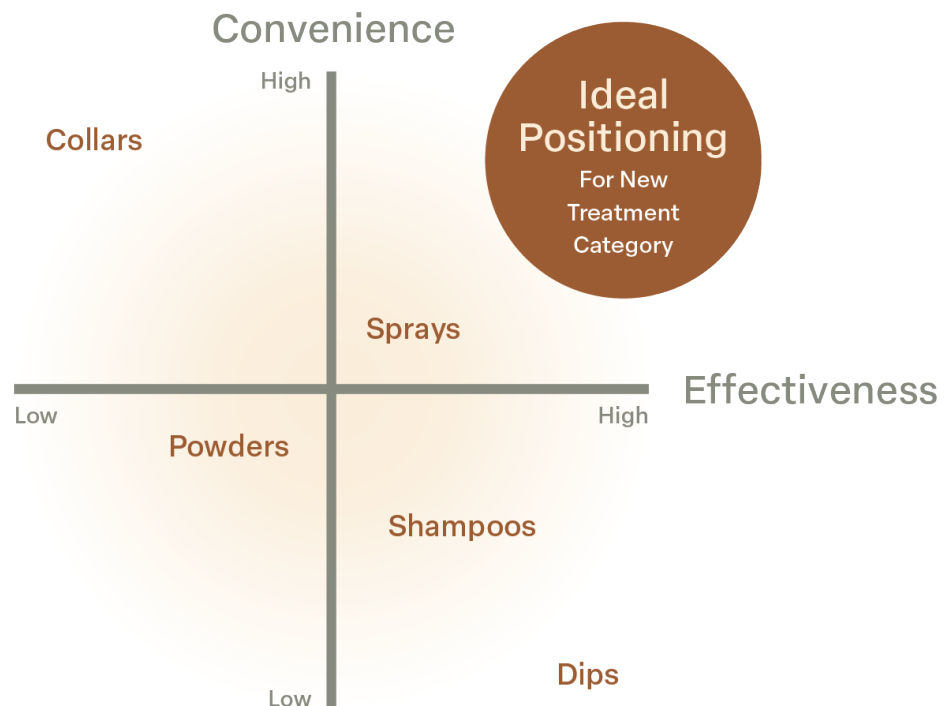 Convenience
High
Collars
Ideal
Positioning
For New
Treatment
Category
Sprays
Effectiveness
Low
High
Powders
Shampoos
Dips
Low